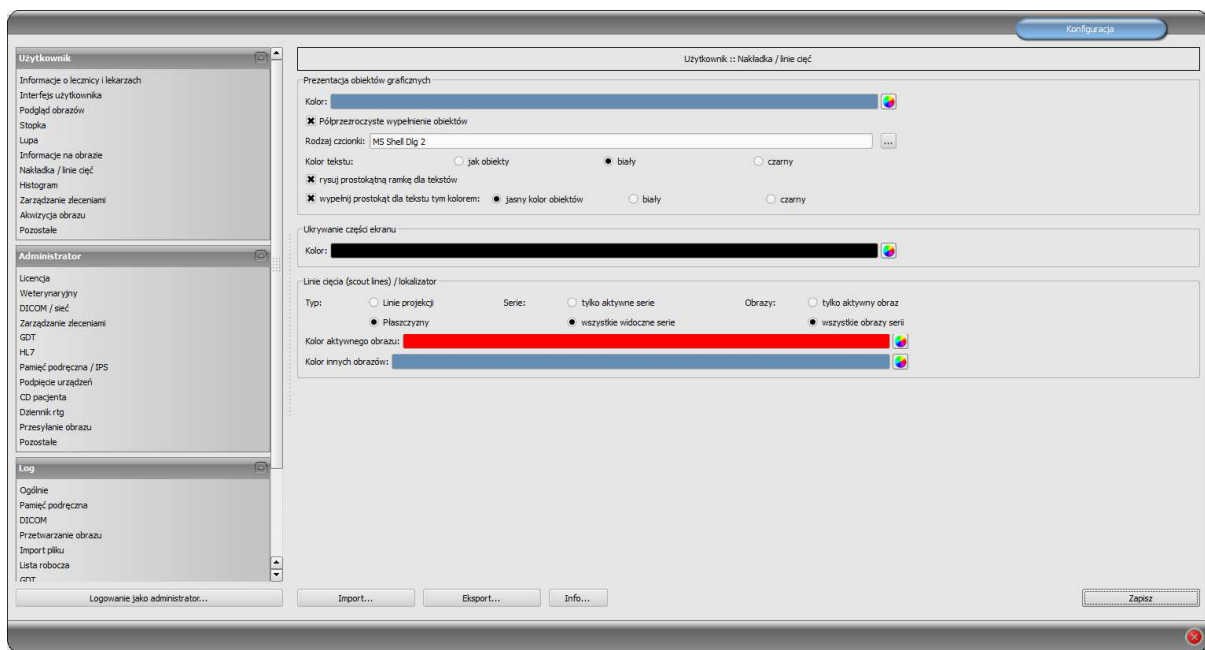 Konfiguracja
Użytkownik
Informacje o lecznicy i lekarzach
Interfejs użytkownika
Podgląd obrazów
Stopka
Lupa
Informacje na obrazie
Nakładka / linie cięć
Histogram
Zarządzanie zleceniami
Akwizycja obrazu
Pozostałe
Administrator
Licencja
Weterynaryjny
DICOM / sieć
Zarządzanie zleceniami
GDT
HL7
Pamięć podręczna / IPS
Podpięcie urządzeń
CD pacjenta
Dziennik rtg
Przesyłanie obrazu
Pozostałe
Log
Ogólnie
Pamięć podręczna
DICOM
Przetwarzanie obrazu
Import pliku
Lista robocza
GDT
Logowanie jako administrator...
Użytkownik :: Nakładka / linie cięć
Prezentacja obiektów graficznych
Kolor:
Półprzezroczyste wypełnienie obiektów
Rodzaj czcionki: MS Shell Dlg 2 ...
Kolor tekstu: jak obiekty biały czarny
rysuj prostokątną ramkę dla tekstów
wypełnij prostokąt dla tekstu tym kolorem: jasny kolor obiektów biały czarny
Ukrywanie części ekranu
Kolor:
Linie cięcia (scout lines) / lokalizator
Typ: Linie projekcji Serie: tylko aktywne serie Obrazy: tylko aktywny obraz
Płaszczyzny wszystkie widoczne serie wszystkie obrazy serii
Kolor aktywnego obrazu:
Kolor innych obrazów:
Import... Eksport... Info... Zapisz